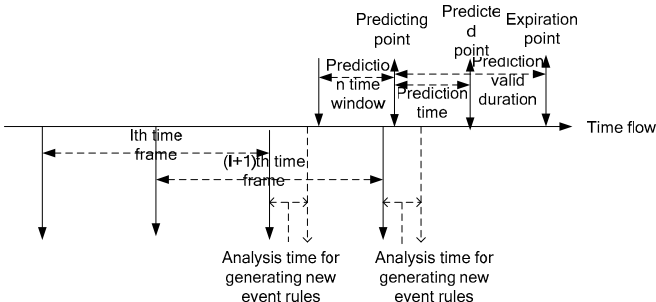 Predicting
point
Predicte
d
point
Expiration
point
Predictio
n time
window
Prediction
valid
duration
Prediction
time
Time flow
Ith time
frame
(I+1)th time
frame
Analysis time for
generating new
event rules
Analysis time for
generating new
event rules